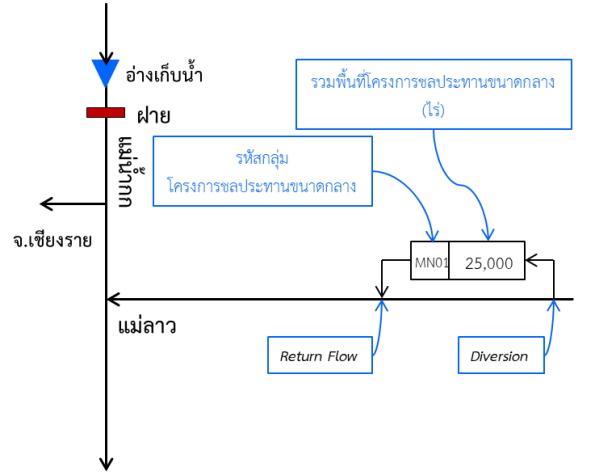 อ่างเก็บน้ำ
ฝาย
แม่น้ำกก
รวมพื้นที่โครงการชลประทานขนาดกลาง
(ไร่)
รหัสกลุ่ม
โครงการชลประทานขนาดกลาง
จ.เชียงราย
MN01
25,000
แม่ลาว
Return Flow
Diversion